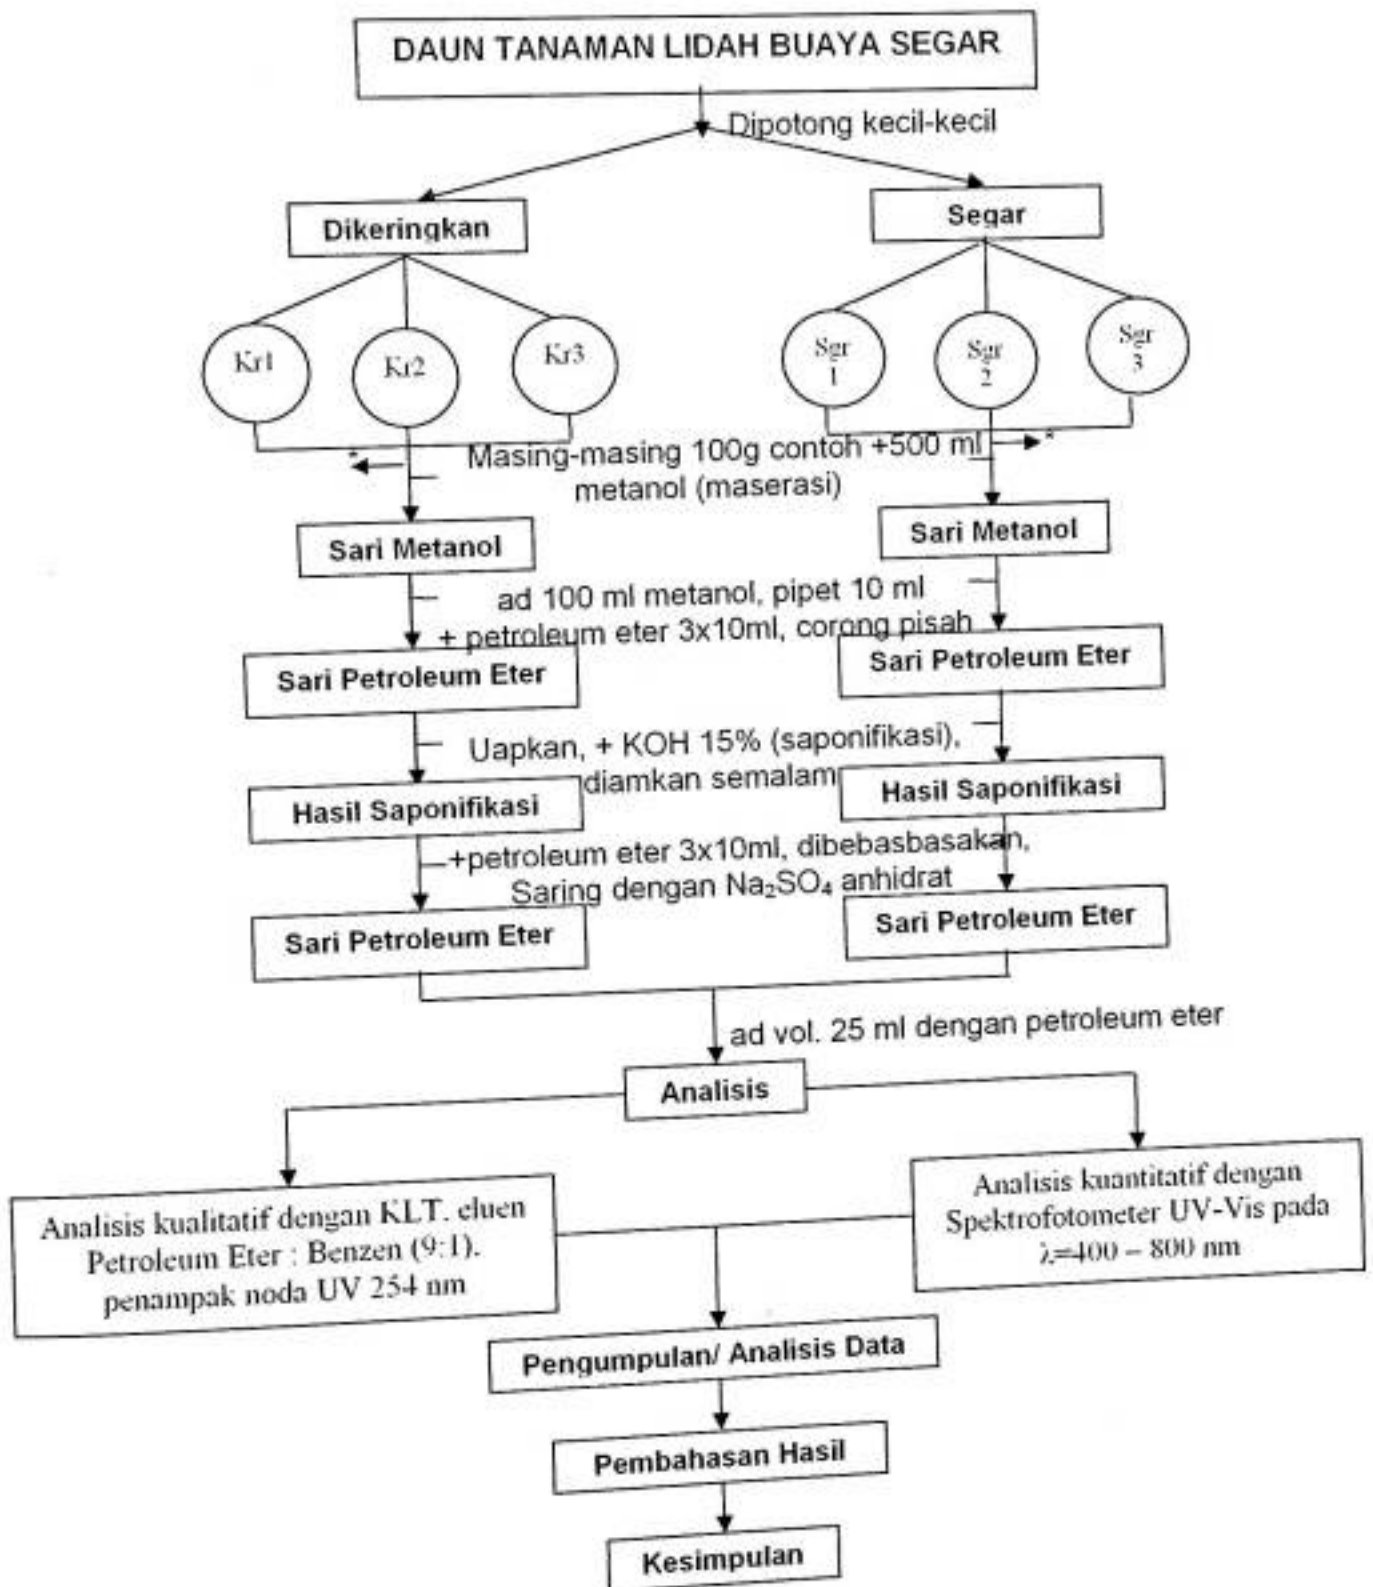 DAUN TANAMAN LIDAH BUAYA SEGAR
Dipotong kecil-kecil
Dikeringkan
Segar
Kr1
Kr2
Kr3
Sgr
1
Sgr
2
Sgr
3
*
*
Masing-masing 100g contoh +500 ml
metanol (maserasi)
Sari Metanol
Sari Metanol
ad 100 ml metanol, pipet 10 ml
+ petroleum eter 3x10ml, corong pisah
Sari Petroleum Eter
Sari Petroleum Eter
Uapkan, + KOH 15% (saponifikasi),
diamkan semalam
Hasil Saponifikasi
Hasil Saponifikasi
+petroleum eter 3x10ml, dibebasbasakan,
Saring dengan Na₂SO₄ anhidrat
Sari Petroleum Eter
Sari Petroleum Eter
ad vol. 25 ml dengan petroleum eter
Analisis
Analisis kualitatif dengan KLT. eluen
Petroleum Eter : Benzen (9:1).
penampak noda UV 254 nm
Analisis kuantitatif dengan
Spektrofotometer UV-Vis pada
λ=400 – 800 nm
Pengumpulan/ Analisis Data
Pembahasan Hasil
Kesimpulan